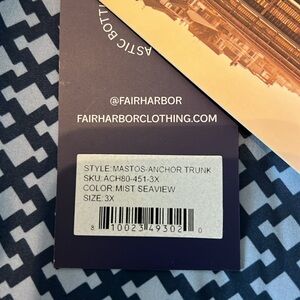 ASTIC BOTT
@FAIRHARBOR
FAIRHARBORCLOTHING.COM
STYLE: MASTOS-ANCHOR TRUNK
SKU: ACH80-451-3X
COLOR: MIST SEAVIEW
SIZE: 3X
8 10023 49302 0